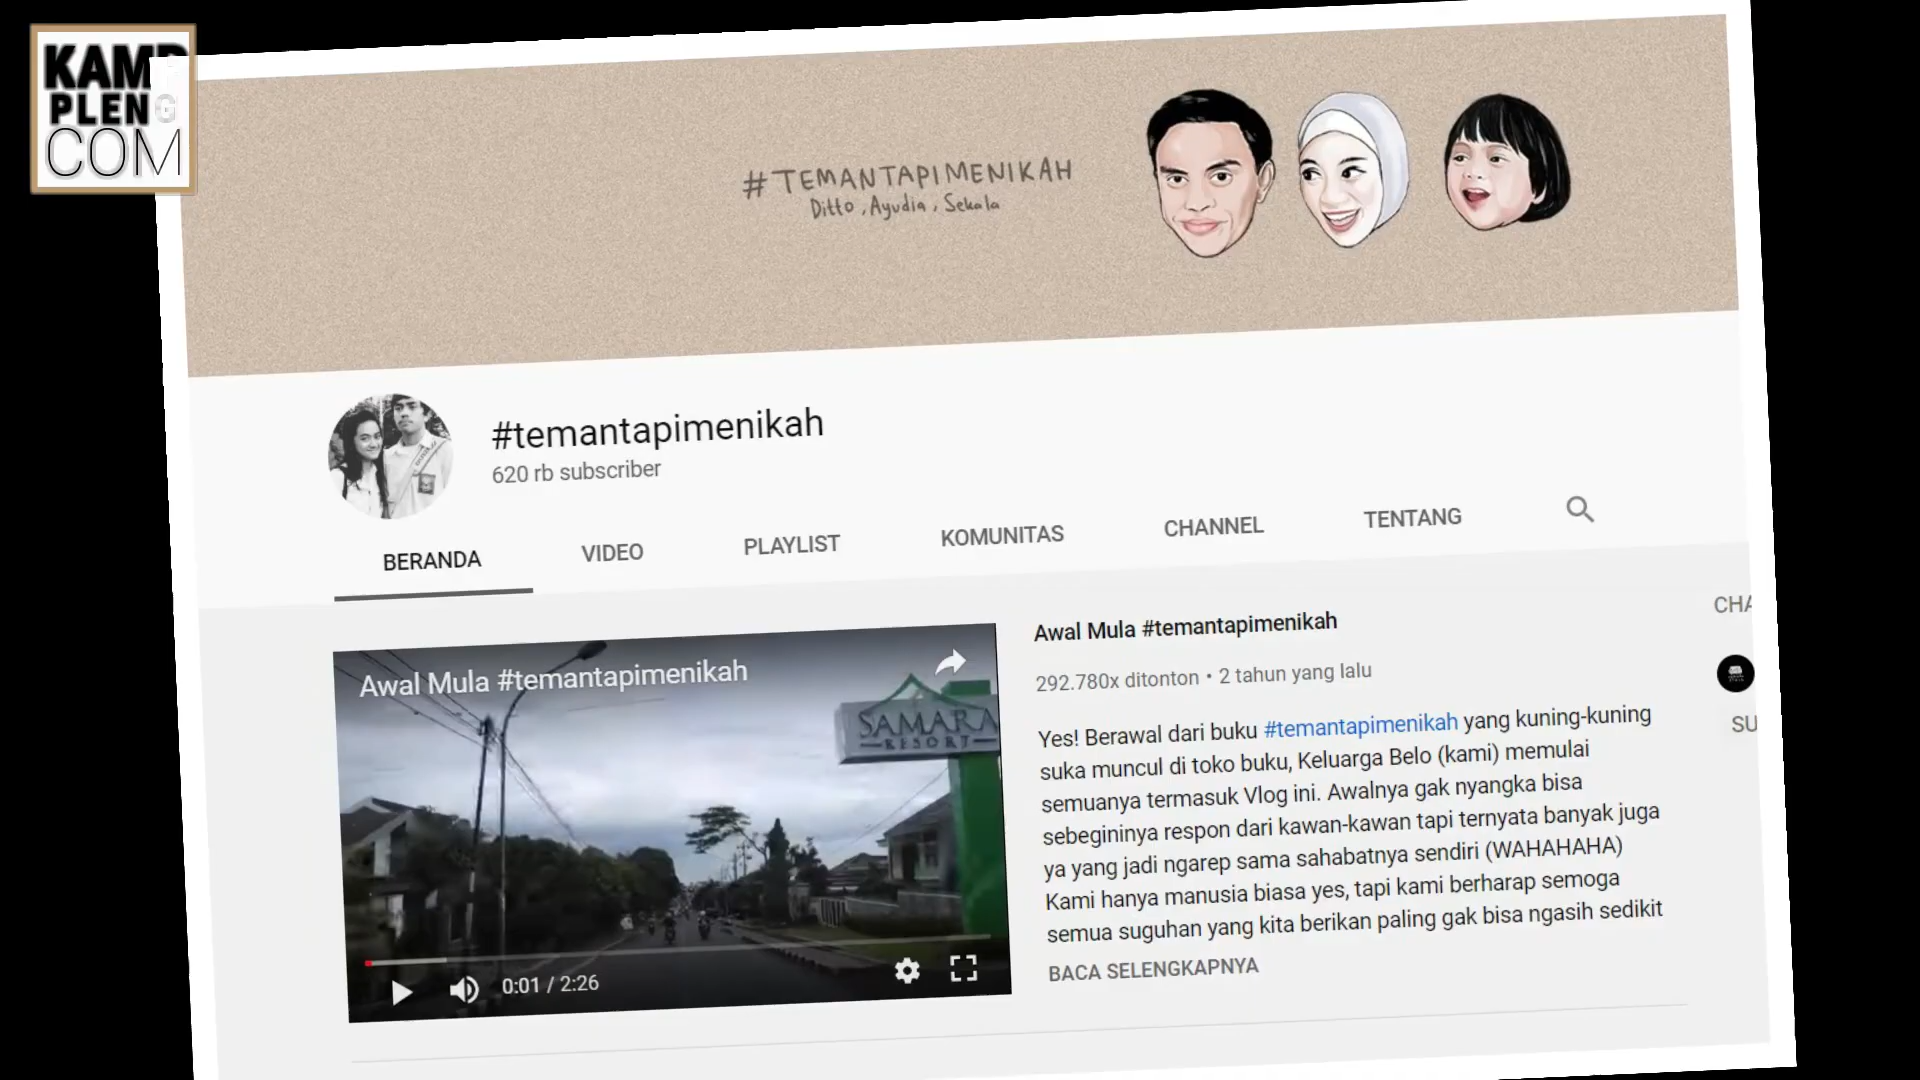 KAMP
PLENG
COM
#TEMANTAPIMENIKAH
Ditto, Ayudia, Sekala
#temantapimenikah
620 rb subscriber
BERANDA
VIDEO
PLAYLIST
KOMUNITAS
CHANNEL
TENTANG
Awal Mula #temantapimenikah
SAMARA
RESORT
0:01 / 2:26
Awal Mula #temantapimenikah
292.780x ditonton • 2 tahun yang lalu
Yes! Berawal dari buku #temantapimenikah yang kuning-kuning
suka muncul di toko buku, Keluarga Belo (kami) memulai
semuanya termasuk Vlog ini. Awalnya gak nyangka bisa
sebegininya respon dari kawan-kawan tapi ternyata banyak juga
ya yang jadi ngarep sama sahabatnya sendiri (WAHAHAHA)
Kami hanya manusia biasa yes, tapi kami berharap semoga
semua suguhan yang kita berikan paling gak bisa ngasih sedikit
BACA SELENGKAPNYA
CHA
SU